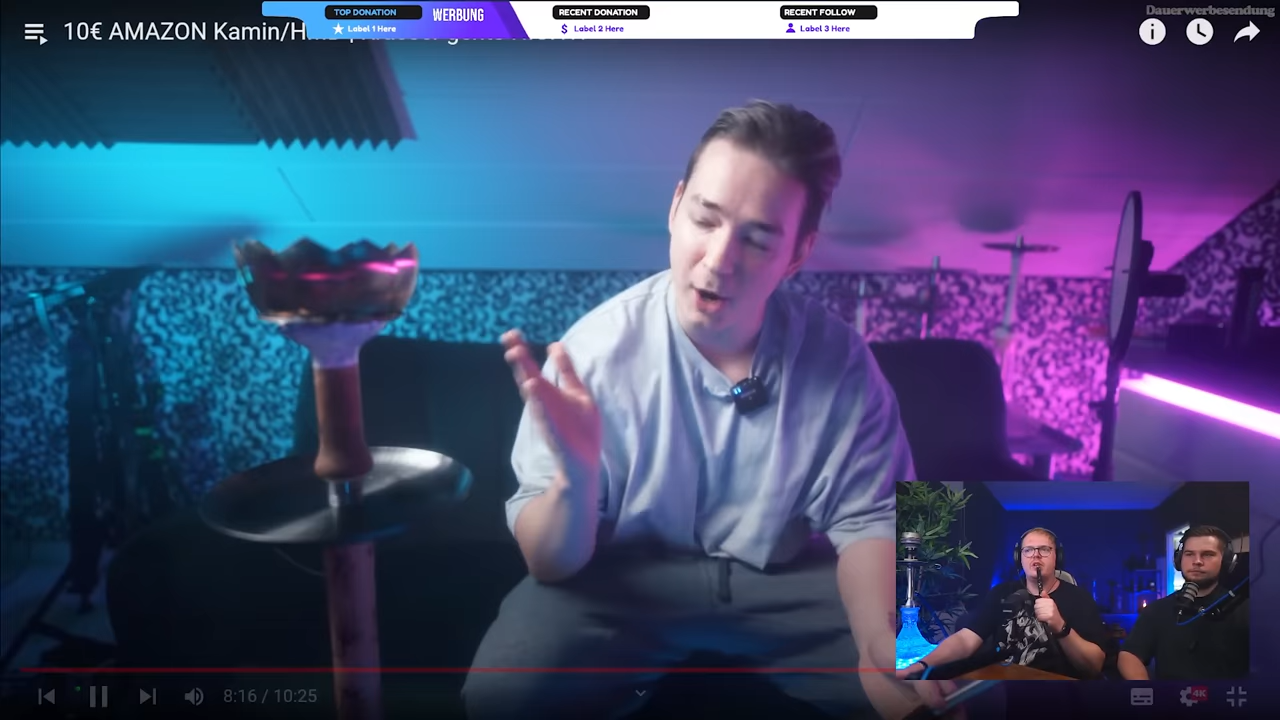 Dauerwerbesendung
TOP DONATION
WERBUNG
RECENT DONATION
RECENT FOLLOW
Label 1 Here
Label 2 Here
Label 3 Here
10€ AMAZON Kamin/H
8:16 / 10:25
4K